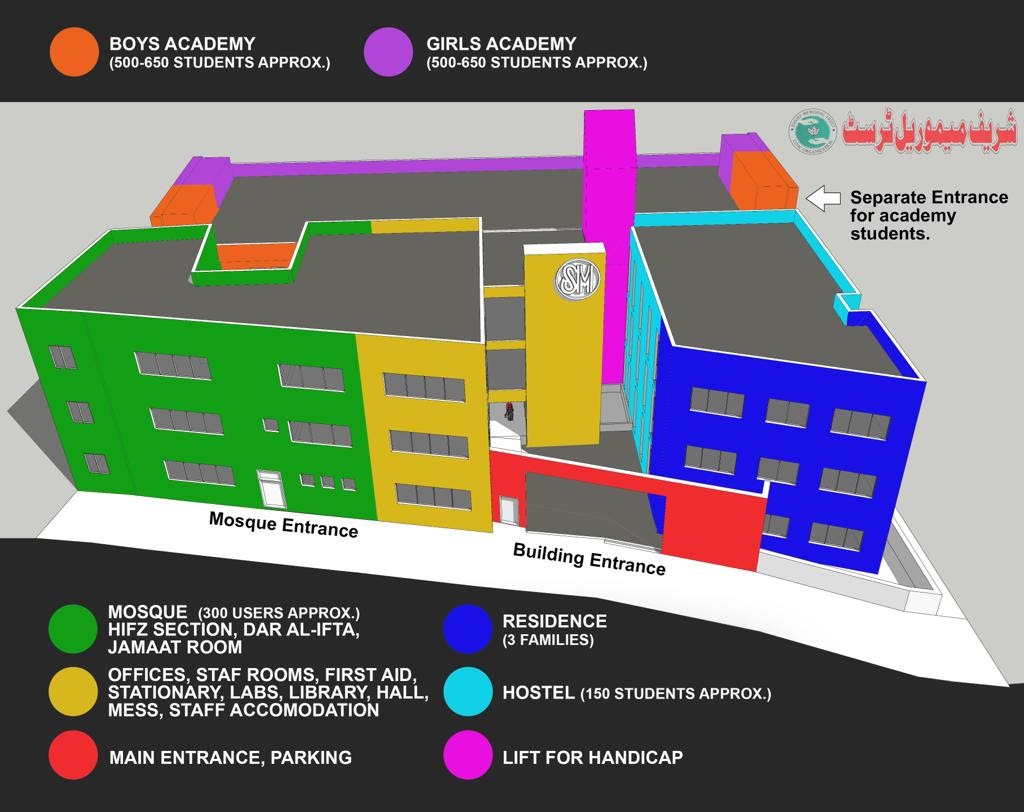 BOYS ACADEMY
(500-650 STUDENTS APPROX.)
GIRLS ACADEMY
(500-650 STUDENTS APPROX.)
شریف میموریل ٹرسٹ
Separate Entrance
for academy
students.
SM
Mosque Entrance
Building Entrance
MOSQUE (300 USERS APPROX.)
HIFZ SECTION, DAR AL-IFTA,
JAMAAT ROOM
OFFICES, STAF ROOMS, FIRST AID,
STATIONARY, LABS, LIBRARY, HALL,
MESS, STAFF ACCOMODATION
MAIN ENTRANCE, PARKING
RESIDENCE
(3 FAMILIES)
HOSTEL (150 STUDENTS APPROX.)
LIFT FOR HANDICAP